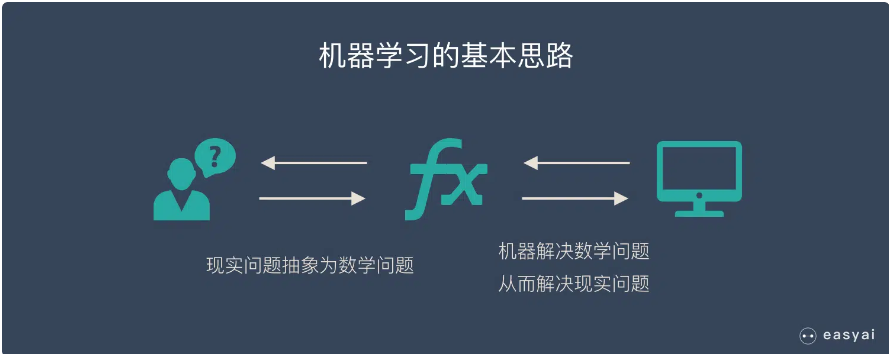 机器学习的基本思路
?
fx
现实问题抽象为数学问题
机器解决数学问题
从而解决现实问题
easyai